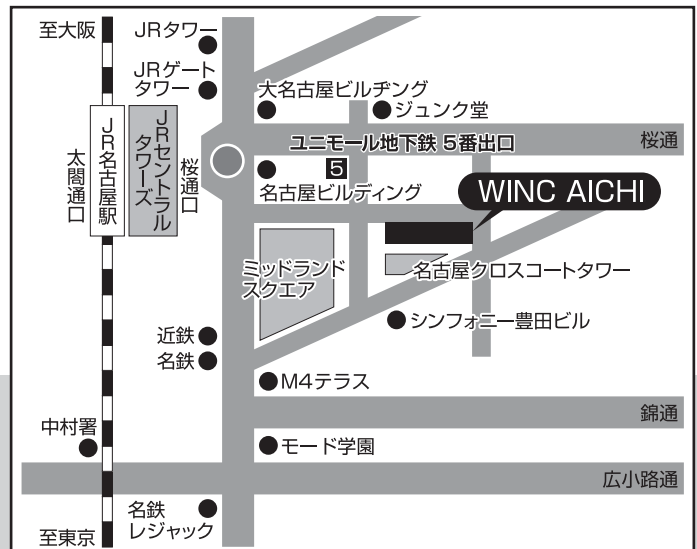 至大阪
JRタワー
JRゲート
タワー
大名古屋ビルヂング
ジュンク堂
ユニモール地下鉄 5番出口
桜通
5
JR名古屋駅
JRセントラル
タワーズ
太閤通口
桜通口
名古屋ビルディング
WINC AICHI
ミッドランド
スクエア
名古屋クロスコートタワー
シンフォニー豊田ビル
近鉄
名鉄
M4テラス
錦通
中村署
モード学園
広小路通
名鉄
レジャック
至東京